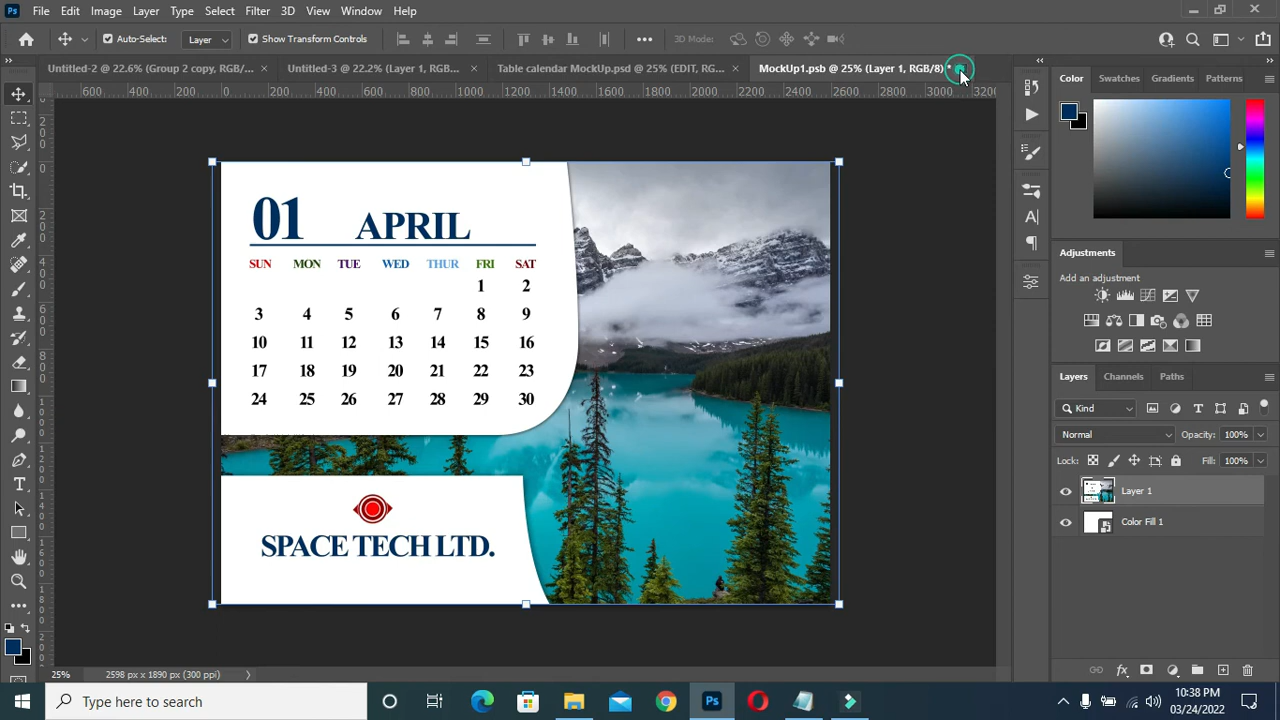 Ps File Edit Image Layer Type Select Filter 3D View Window Help
Auto-Select: Layer Show Transform Controls 3D Mode:
Untitled-2 @ 22.6% (Group 2 copy, RGB/... × Untitled-3 @ 22.2% (Layer 1, RGB... × Table calendar MockUp.psd @ 25% (EDIT, RG... × MockUp1.psb @ 25% (Layer 1, RGB/8) *
600 400 200 0 200 400 600 800 1000 1200 1400 1600 1800 2000 2200 2400 2600 2800 3000 3200
Color Swatches Gradients Patterns
01 APRIL
SUN MON TUE WED THUR FRI SAT
1 2
3 4 5 6 7 8 9
10 11 12 13 14 15 16
17 18 19 20 21 22 23
24 25 26 27 28 29 30
SPACE TECH LTD.
Adjustments
Add an adjustment
Layers Channels Paths
Kind
Normal Opacity: 100%
Lock: Fill: 100%
Layer 1
Color Fill 1
25% 2598 px x 1890 px (300 ppi)
Type here to search
Ps
10:38 PM
03/24/2022